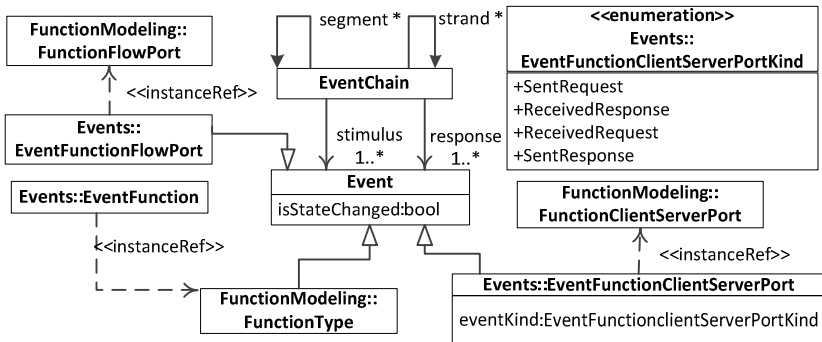 FunctionModeling::
FunctionFlowPort
<<instanceRef>>
Events::
EventFunctionFlowPort
segment *
strand *
EventChain
stimulus
1..*
response
1..*
<<enumeration>>
Events::
EventFunctionClientServerPortKind
+SentRequest
+ReceivedResponse
+ReceivedRequest
+SentResponse
Event
isStateChanged:bool
Events::EventFunction
<<instanceRef>>
FunctionModeling::
FunctionType
FunctionModeling::
FunctionClientServerPort
<<instanceRef>>
Events::EventFunctionClientServerPort
eventKind:EventFunctionclientServerPortKind